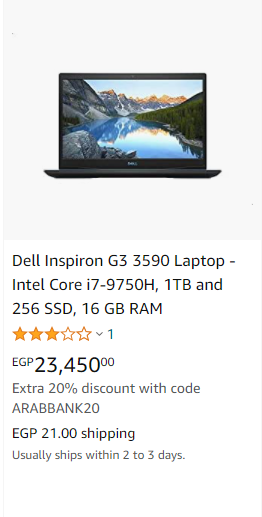 DELL
Dell Inspiron G3 3590 Laptop -
Intel Core i7-9750H, 1TB and
256 SSD, 16 GB RAM
1
EGP23,45000
Extra 20% discount with code
ARABBANK20
EGP 21.00 shipping
Usually ships within 2 to 3 days.